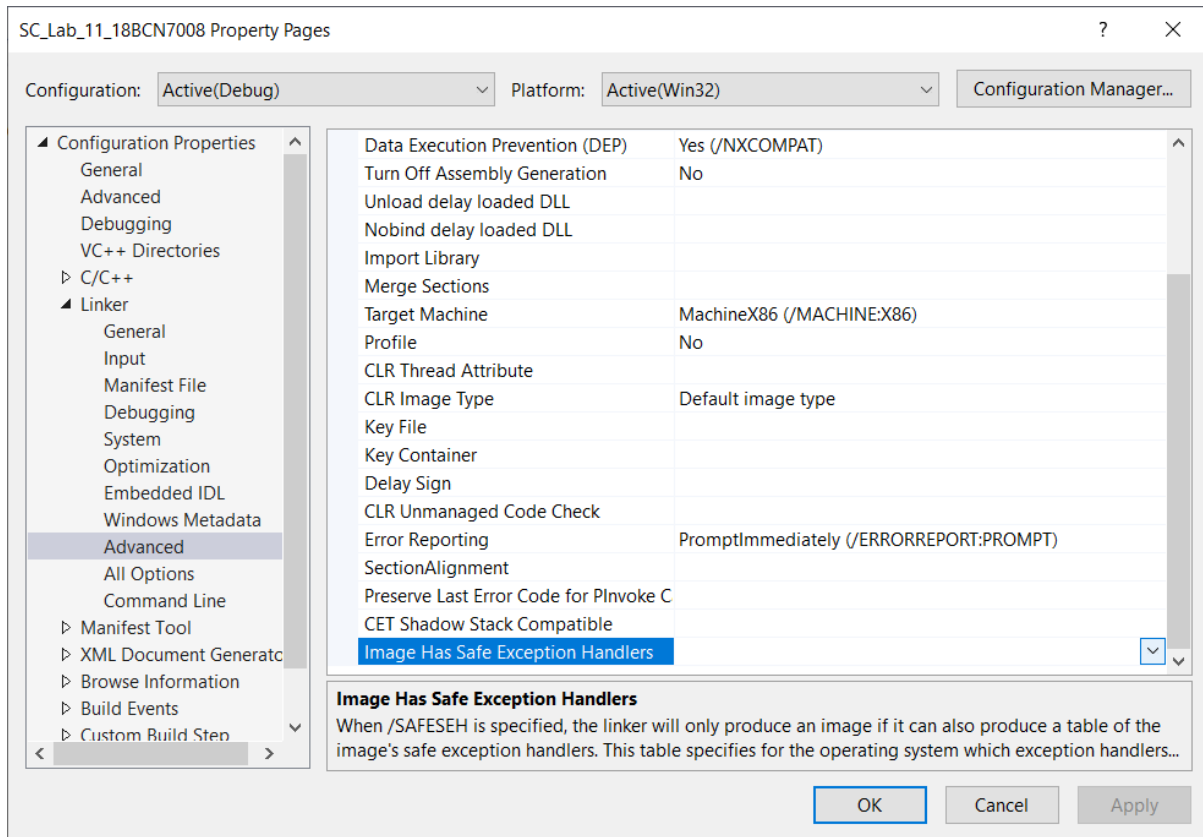 SC_Lab_11_18BCN7008 Property Pages
?
Configuration: Active(Debug) Platform: Active(Win32) Configuration Manager...
Configuration Properties
General
Advanced
Debugging
VC++ Directories
C/C++
Linker
General
Input
Manifest File
Debugging
System
Optimization
Embedded IDL
Windows Metadata
Advanced
All Options
Command Line
Manifest Tool
XML Document Generato
Browse Information
Build Events
Custom Build Step
Data Execution Prevention (DEP) Yes (/NXCOMPAT)
Turn Off Assembly Generation No
Unload delay loaded DLL
Nobind delay loaded DLL
Import Library
Merge Sections
Target Machine MachineX86 (/MACHINE:X86)
Profile No
CLR Thread Attribute
CLR Image Type Default image type
Key File
Key Container
Delay Sign
CLR Unmanaged Code Check
Error Reporting PromptImmediately (/ERRORREPORT:PROMPT)
SectionAlignment
Preserve Last Error Code for PInvoke C
CET Shadow Stack Compatible
Image Has Safe Exception Handlers
Image Has Safe Exception Handlers
When /SAFESEH is specified, the linker will only produce an image if it can also produce a table of the
image's safe exception handlers. This table specifies for the operating system which exception handlers...
OK Cancel Apply